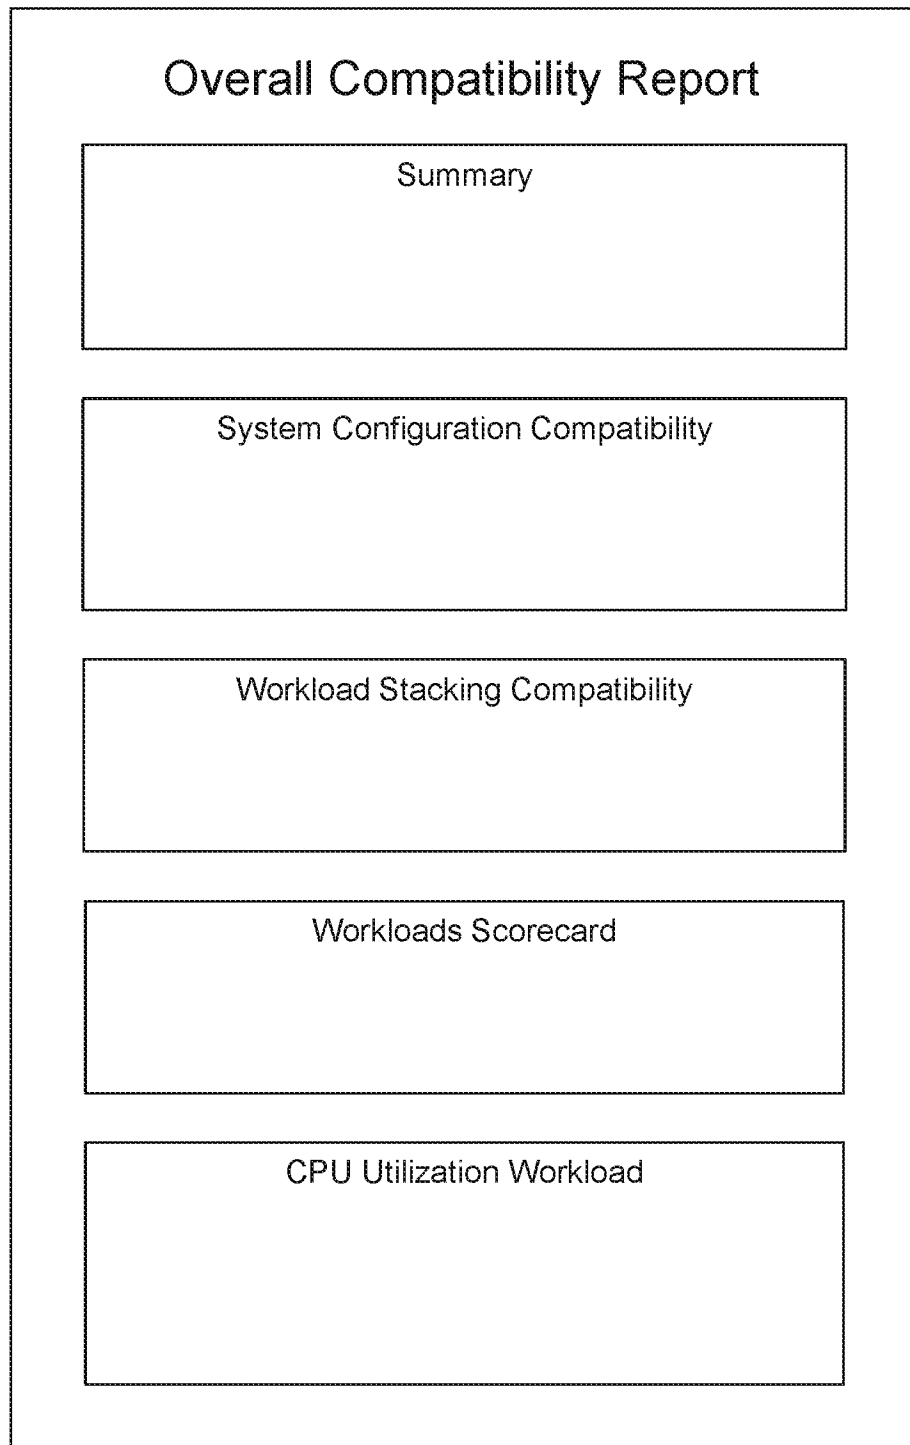 Overall Compatibility Report
Summary
System Configuration Compatibility
Workload Stacking Compatibility
Workloads Scorecard
CPU Utilization Workload